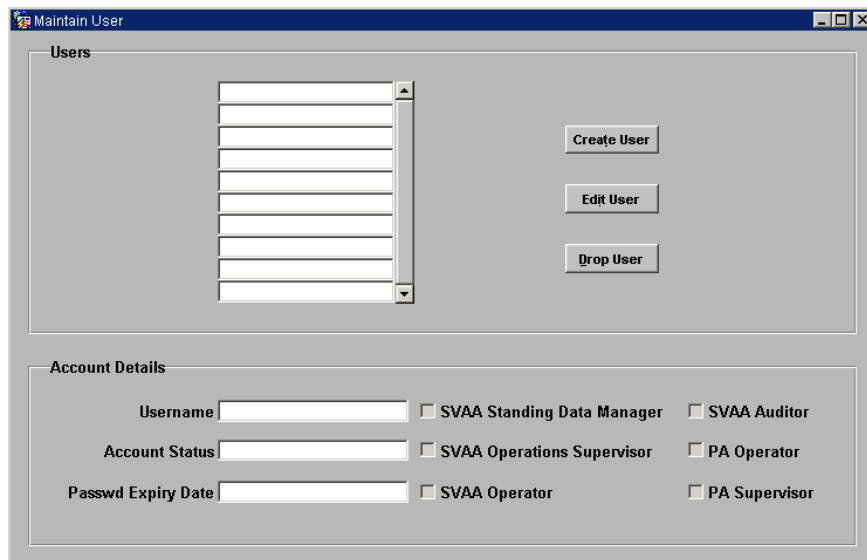 Maintain User
Users
Create User
Edit User
Drop User
Account Details
Username
SVAA Standing Data Manager
SVAA Auditor
Account Status
SVAA Operations Supervisor
PA Operator
Passwd Expiry Date
SVAA Operator
PA Supervisor